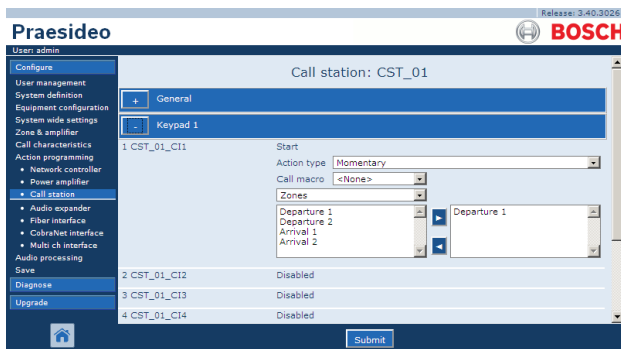 Release: 3.40.3026
Praesideo
BOSCH
User: admin
Configure
User management
System definition
Equipment configuration
System wide settings
Zone & amplifier
Call characteristics
Action programming
• Network controller
• Power amplifier
• Call station
• Audio expander
• Fiber interface
• CobraNet interface
• Multi ch interface
Audio processing
Save
Diagnose
Upgrade
Call station: CST_01
+ General
- Keypad 1
1 CST_01_CI1 Start
Action type Momentary
Call macro <None>
Zones
Departure 1
Departure 2
Arrival 1
Arrival 2
Departure 1
2 CST_01_CI2 Disabled
3 CST_01_CI3 Disabled
4 CST_01_CI4 Disabled
Submit